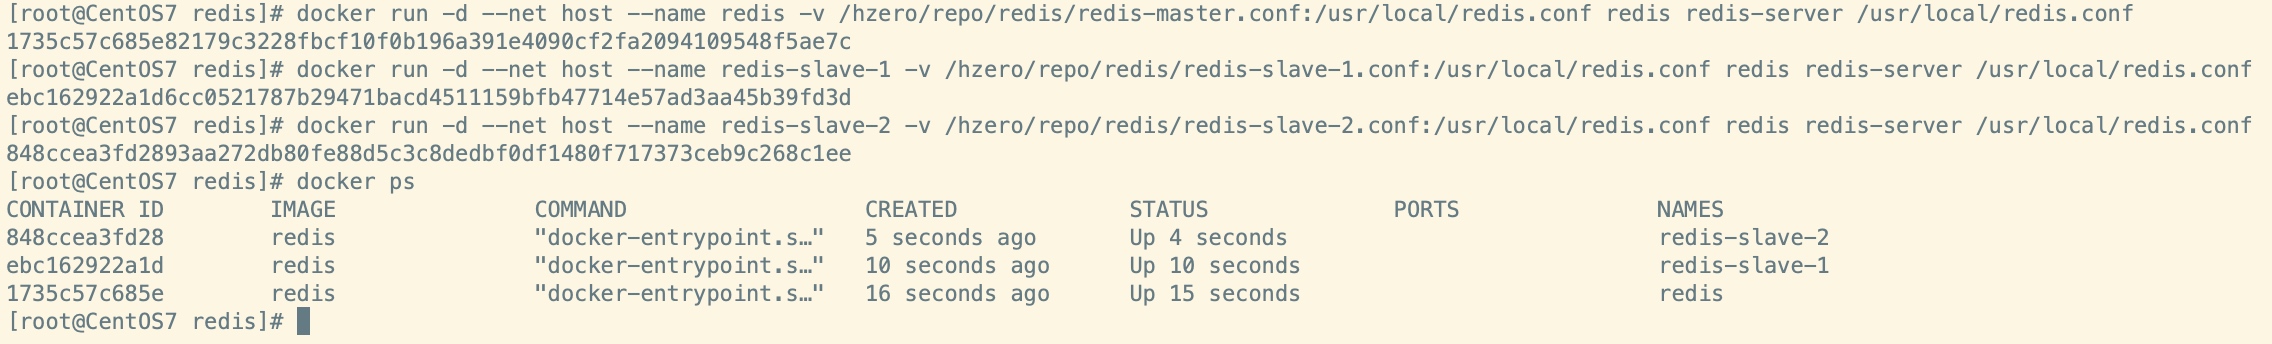 [root@CentOS7 redis]# docker run -d --net host --name redis -v /hzero/repo/redis/redis-master.conf:/usr/local/redis.conf redis redis-server /usr/local/redis.conf
1735c57c685e82179c3228fbcf10f0b196a391e4090cf2fa2094109548f5ae7c
[root@CentOS7 redis]# docker run -d --net host --name redis-slave-1 -v /hzero/repo/redis/redis-slave-1.conf:/usr/local/redis.conf redis redis-server /usr/local/redis.conf
ebc162922a1d6cc0521787b29471bacd4511159bfb47714e57ad3aa45b39fd3d
[root@CentOS7 redis]# docker run -d --net host --name redis-slave-2 -v /hzero/repo/redis/redis-slave-2.conf:/usr/local/redis.conf redis redis-server /usr/local/redis.conf
848ccea3fd2893aa272db80fe88d5c3c8dedbf0df1480f717373ceb9c268c1ee
[root@CentOS7 redis]# docker ps
CONTAINER ID        IMAGE               COMMAND                  CREATED             STATUS              PORTS               NAMES
848ccea3fd28        redis               "docker-entrypoint.s…"   5 seconds ago       Up 4 seconds                            redis-slave-2
ebc162922a1d        redis               "docker-entrypoint.s…"   10 seconds ago      Up 10 seconds                           redis-slave-1
1735c57c685e        redis               "docker-entrypoint.s…"   16 seconds ago      Up 15 seconds                           redis
[root@CentOS7 redis]#